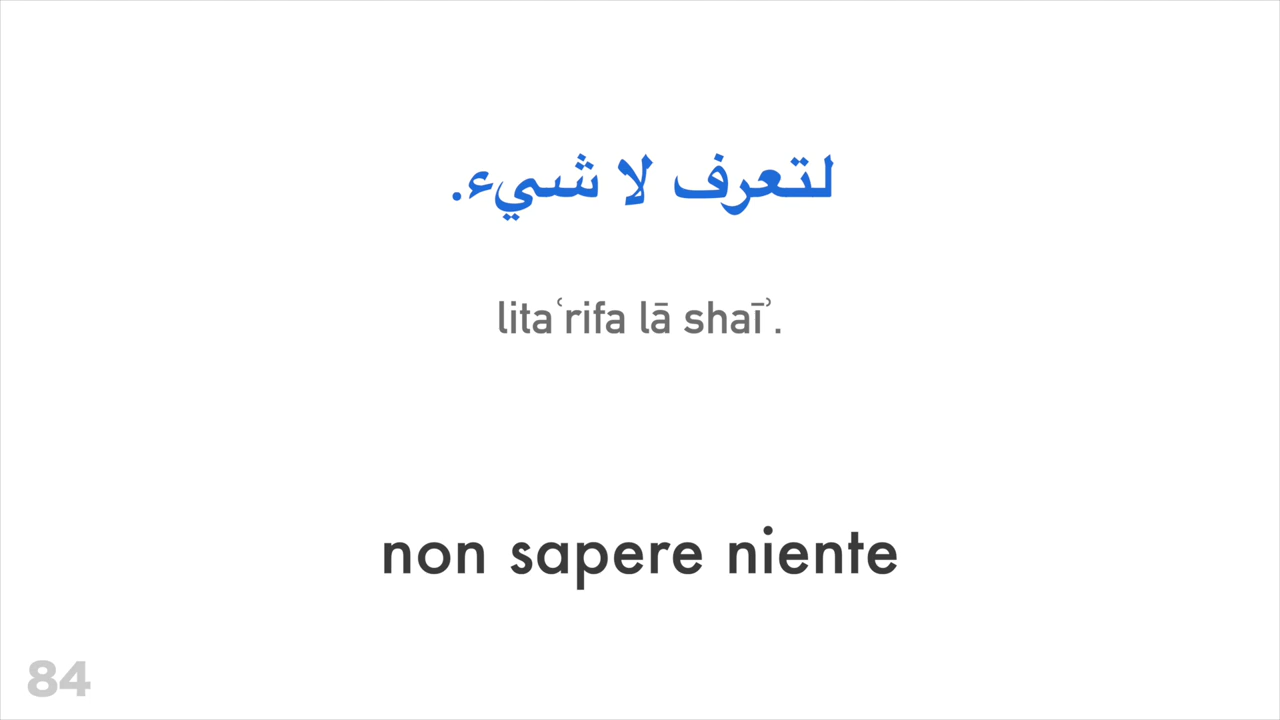 لتعرف لا شيء.
litaʿrifa lā shaīʾ.
non sapere niente
84